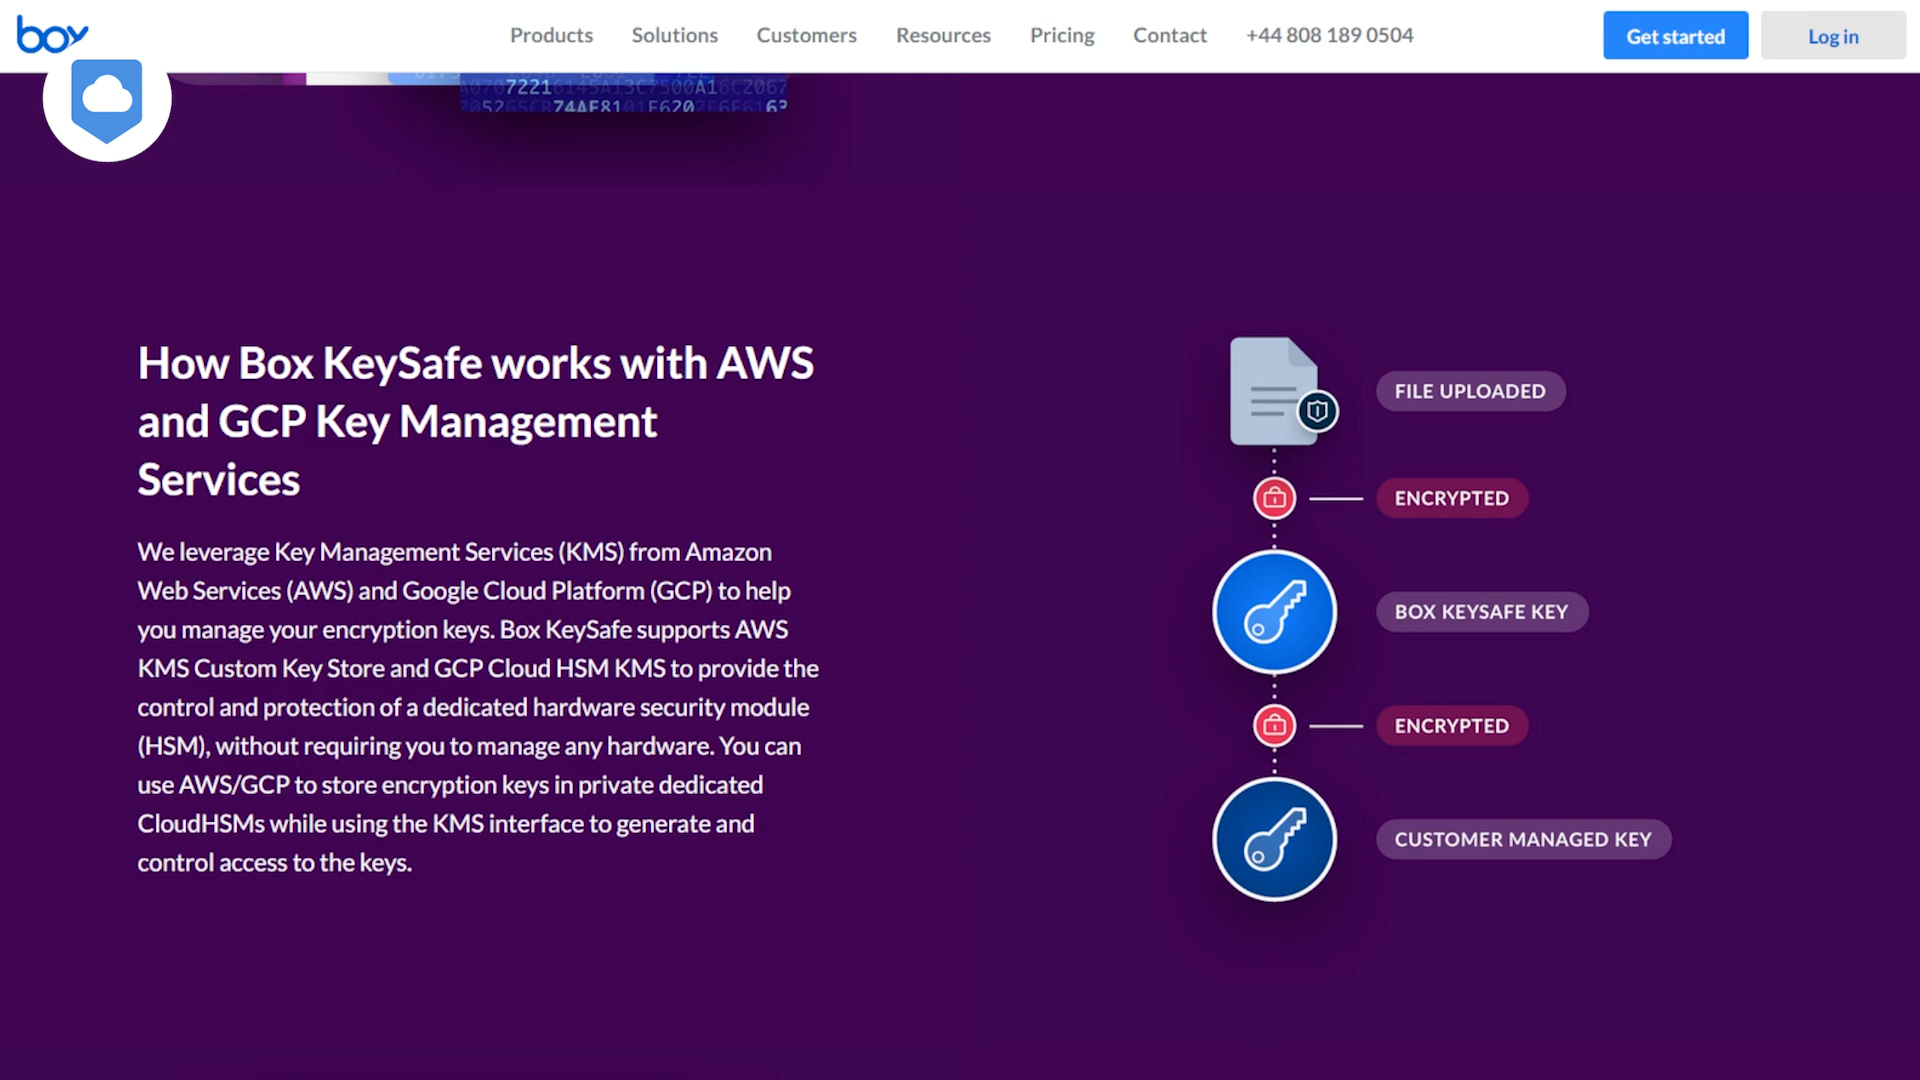 box
Products
Solutions
Customers
Resources
Pricing
Contact
+44 808 189 0504
Get started
Log in
A07072216145A13C7500A16C2067
How Box KeySafe works with AWS
and GCP Key Management
Services
We leverage Key Management Services (KMS) from Amazon
Web Services (AWS) and Google Cloud Platform (GCP) to help
you manage your encryption keys. Box KeySafe supports AWS
KMS Custom Key Store and GCP Cloud HSM KMS to provide the
control and protection of a dedicated hardware security module
(HSM), without requiring you to manage any hardware. You can
use AWS/GCP to store encryption keys in private dedicated
CloudHSMs while using the KMS interface to generate and
control access to the keys.
FILE UPLOADED
ENCRYPTED
BOX KEYSAFE KEY
ENCRYPTED
CUSTOMER MANAGED KEY